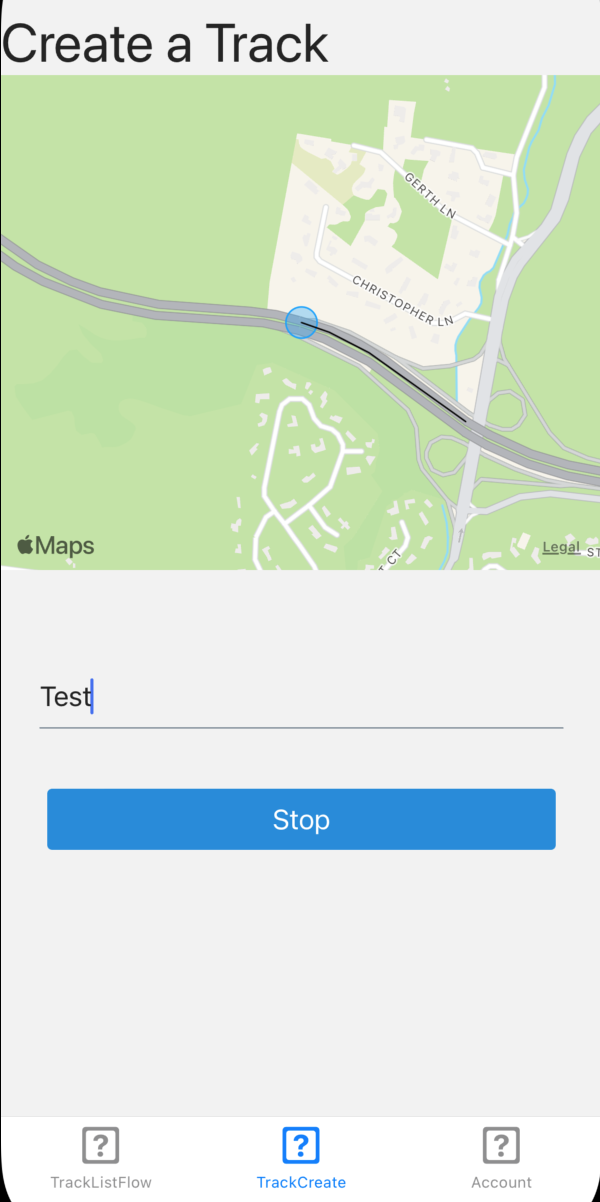 Create a Track
GERTH LN
CHRISTOPHER LN
Maps
CT
Legal
ST
Test
Stop
?
?
?
TrackListFlow
TrackCreate
Account